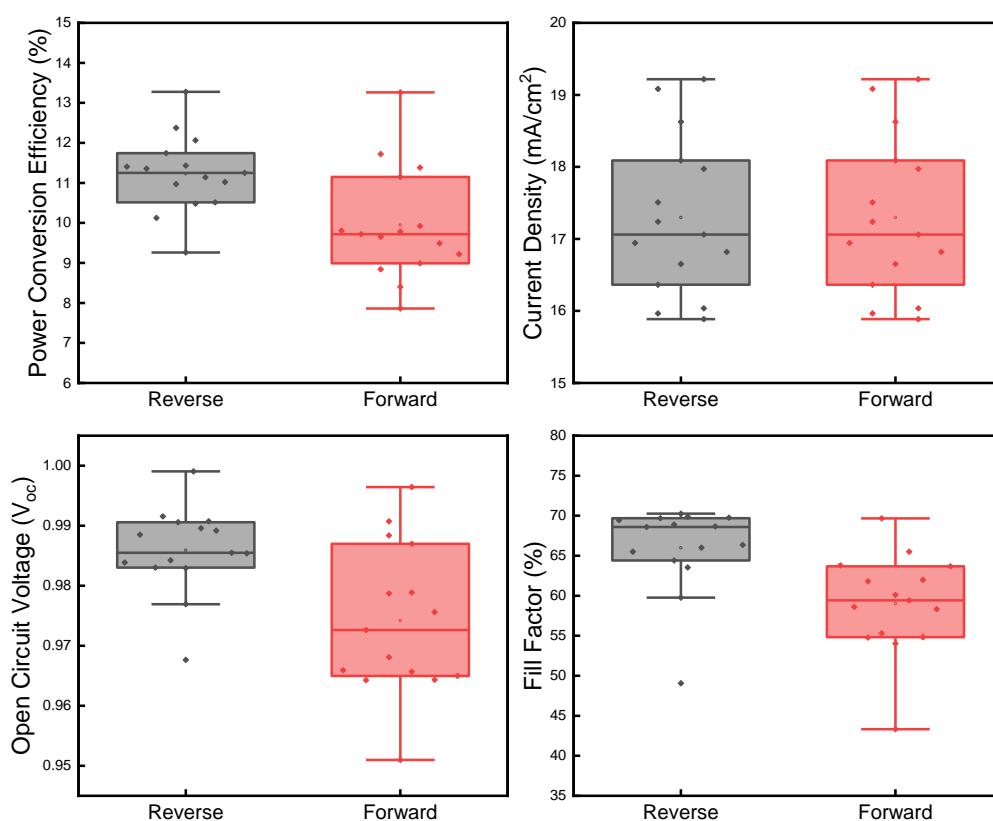 Power Conversion Efficiency (%)
15
14
13
12
11
10
9
8
7
6
Reverse
Forward
Current Density (mA/cm²)
20
19
18
17
16
15
Reverse
Forward
Open Circuit Voltage (Voc)
1.00
0.99
0.98
0.97
0.96
0.95
Reverse
Forward
Fill Factor (%)
80
75
70
65
60
55
50
45
40
35
Reverse
Forward